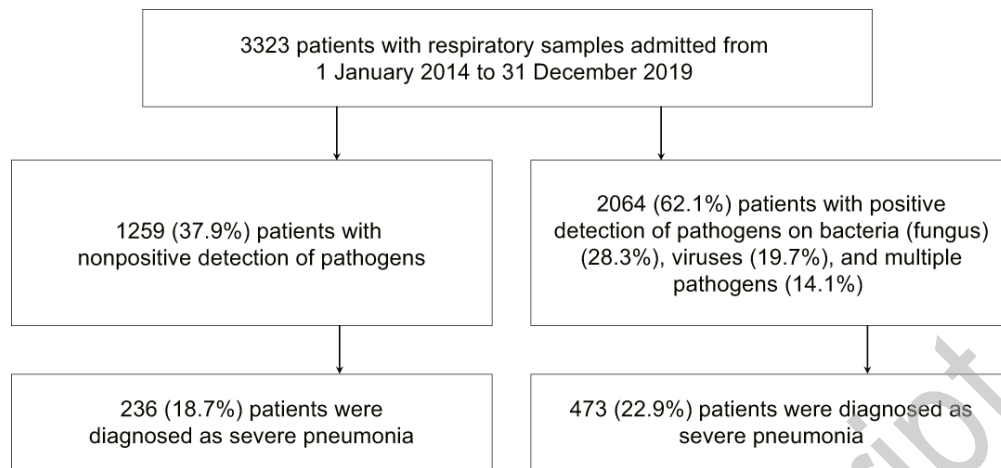 3323 patients with respiratory samples admitted from
1 January 2014 to 31 December 2019
1259 (37.9%) patients with
nonpositive detection of pathogens
2064 (62.1%) patients with positive
detection of pathogens on bacteria (fungus)
(28.3%), viruses (19.7%), and multiple
pathogens (14.1%)
236 (18.7%) patients were
diagnosed as severe pneumonia
473 (22.9%) patients were diagnosed as
severe pneumonia
ript